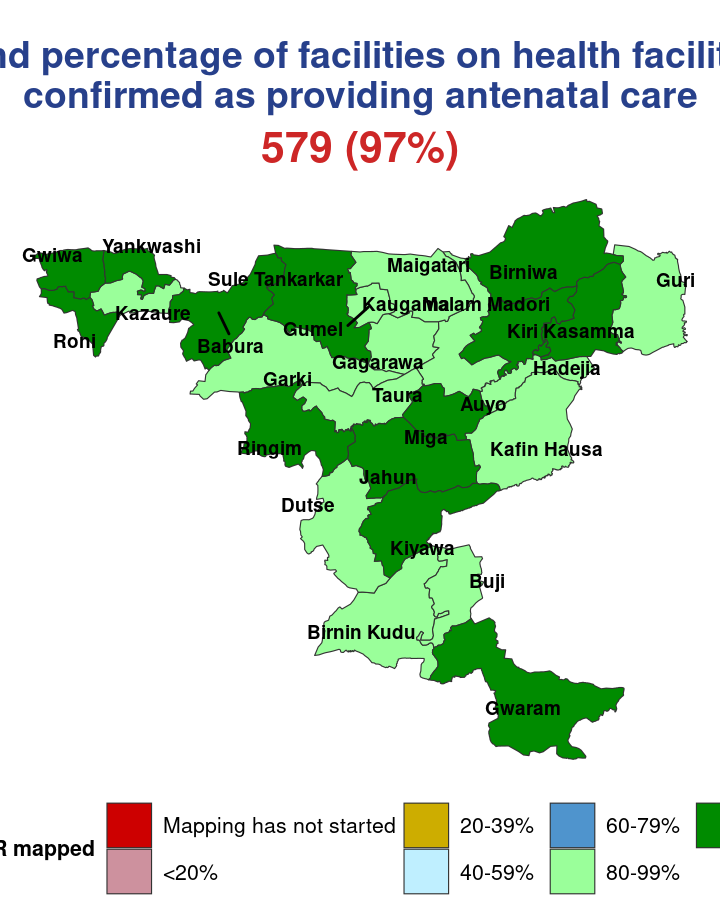 nd percentage of facilities on health facilit
confirmed as providing antenatal care
579 (97%)
Gwiwa
Yankwashi
Sule Tankarkar
Maigatari
Birniwa
Guri
Kazaure
Gumel
Kaugama
Malam Madori
Roni
Babura
Kiri Kasamma
Gagarawa
Hadejia
Garki
Taura
Auyo
Ringim
Miga
Kafin Hausa
Jahun
Dutse
Kiyawa
Buji
Birnin Kudu
Gwaram
R mapped
Mapping has not started
20-39%
60-79%
<20%
40-59%
80-99%